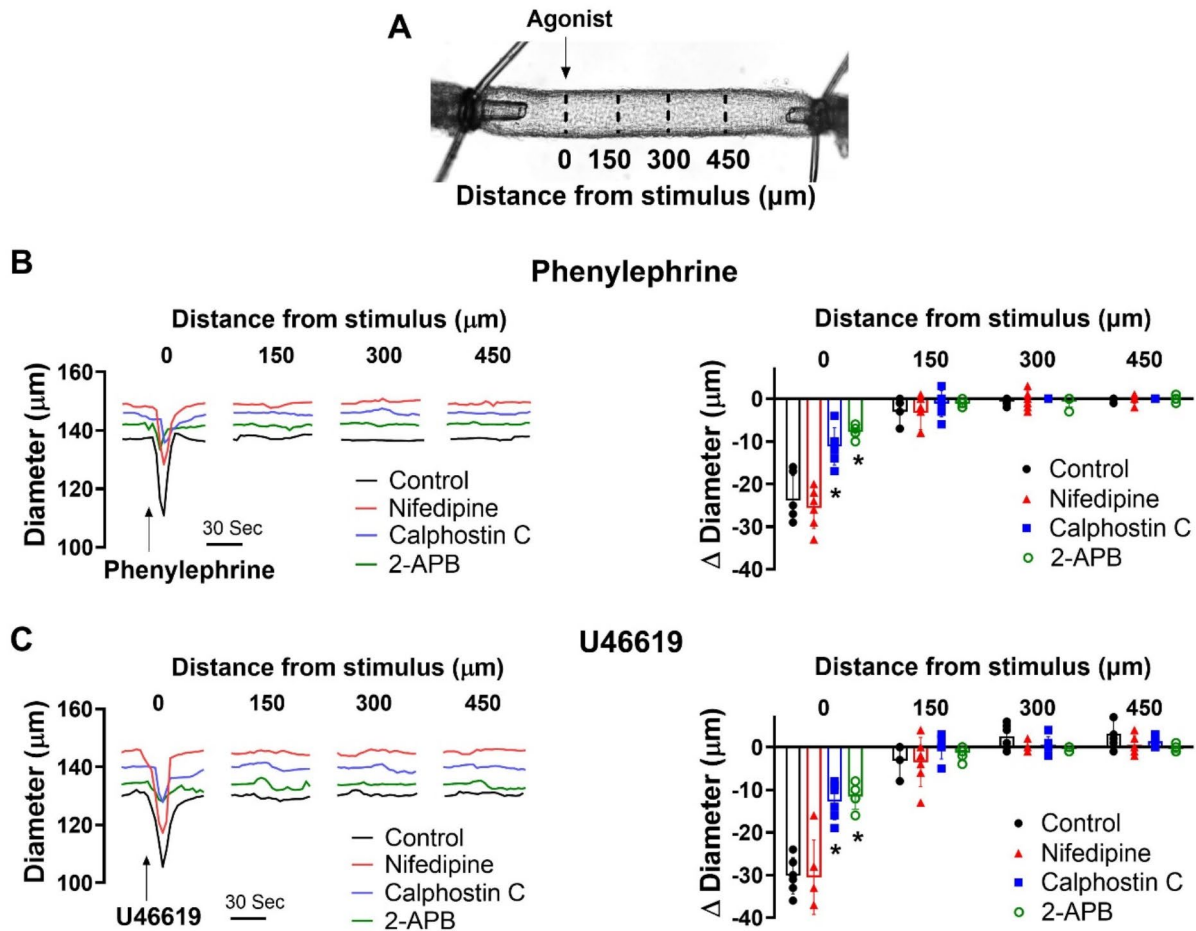 A
Agonist
0 150 300 450
Distance from stimulus (µm)
B
Phenylephrine
Distance from stimulus (μm)
0 150 300 450
Diameter (μm)
160
140
120
100
Control
Nifedipine
Calphostin C
2-APB
30 Sec
Phenylephrine
Distance from stimulus (µm)
0 150 300 450
Δ Diameter (µm)
0
-10
-20
-30
-40
*
*
Control
Nifedipine
Calphostin C
2-APB
C
U46619
Distance from stimulus (μm)
0 150 300 450
Diameter (μm)
160
140
120
100
Control
Nifedipine
Calphostin C
2-APB
30 Sec
U46619
Distance from stimulus (µm)
0 150 300 450
Δ Diameter (µm)
0
-10
-20
-30
-40
*
*
Control
Nifedipine
Calphostin C
2-APB